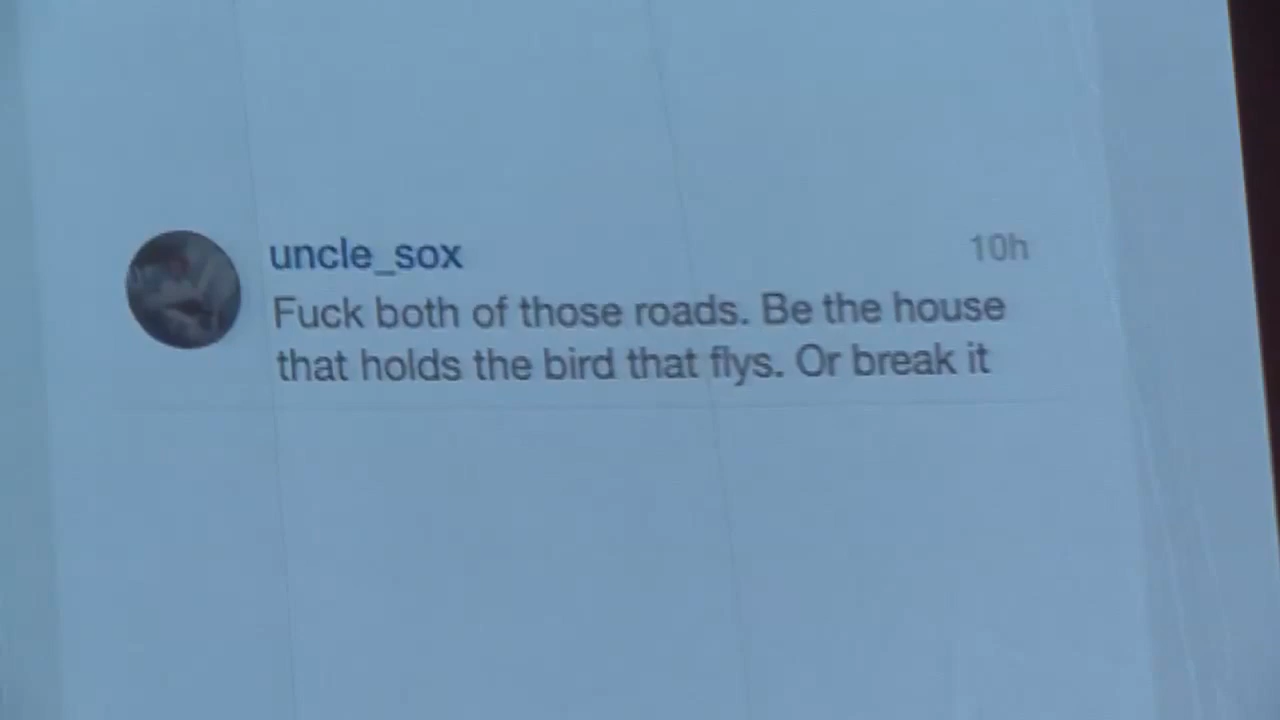 uncle_sox 10h
Fuck both of those roads. Be the house
that holds the bird that flys. Or break it